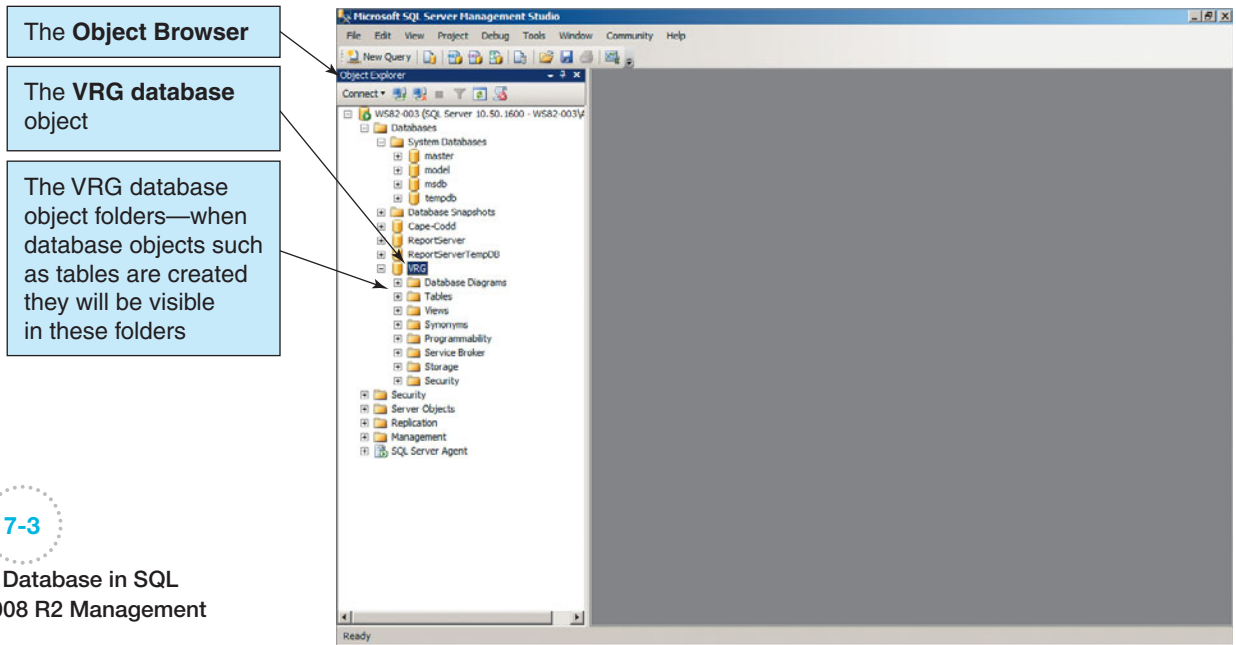 The Object Browser
The VRG database
object
The VRG database
object folders—when
database objects such
as tables are created
they will be visible
in these folders
7-3
Database in SQL
008 R2 Management
Microsoft SQL Server Management Studio
File Edit View Project Debug Tools Window Community Help
New Query
Object Explorer
Connect
WS82-003 (SQL Server 10.50.1600 - WS82-003\A
Databases
System Databases
master
model
msdb
tempdb
Database Snapshots
Cape-Codd
ReportServer
ReportServerTempDB
VRG
Database Diagrams
Tables
Views
Synonyms
Programmability
Service Broker
Storage
Security
Security
Server Objects
Replication
Management
SQL Server Agent
Ready